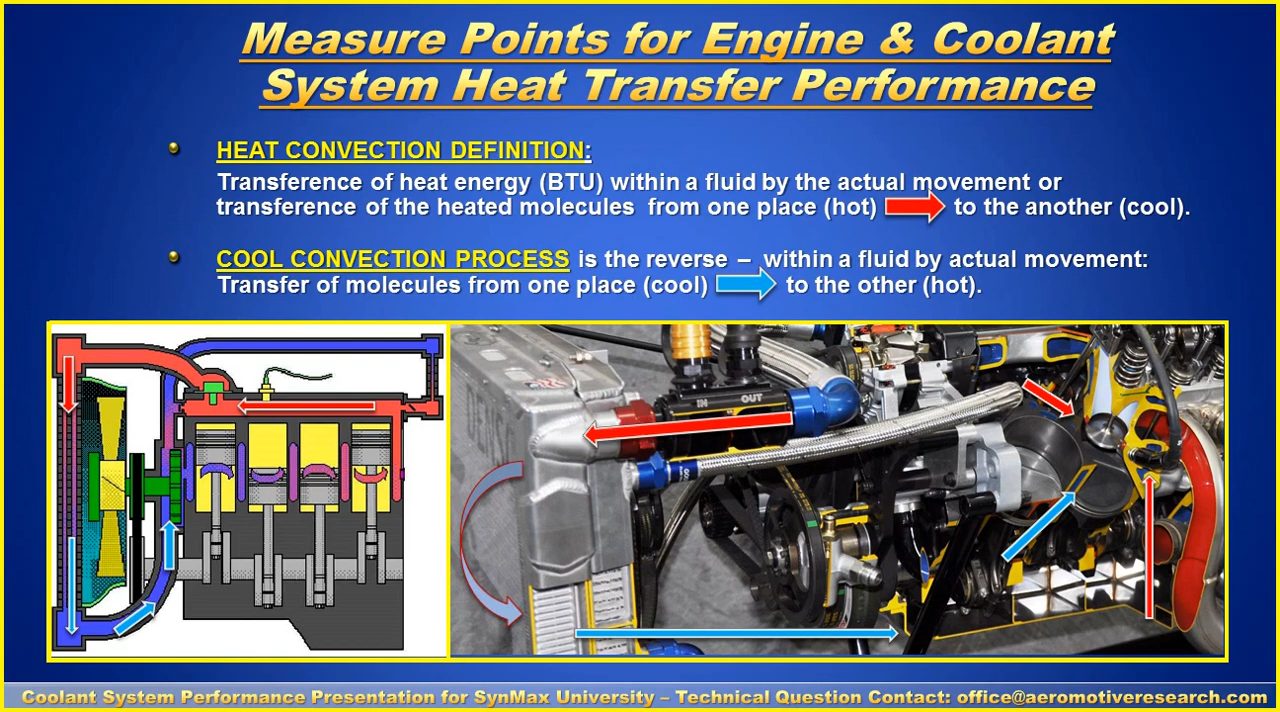 Measure Points for Engine & Coolant
System Heat Transfer Performance
HEAT CONVECTION DEFINITION:
Transference of heat energy (BTU) within a fluid by the actual movement or
transference of the heated molecules from one place (hot) to the another (cool).
COOL CONVECTION PROCESS is the reverse – within a fluid by actual movement:
Transfer of molecules from one place (cool) to the other (hot).
IN OUT
Coolant System Performance Presentation for SynMax University – Technical Question Contact: office@aeromotiveresearch.com